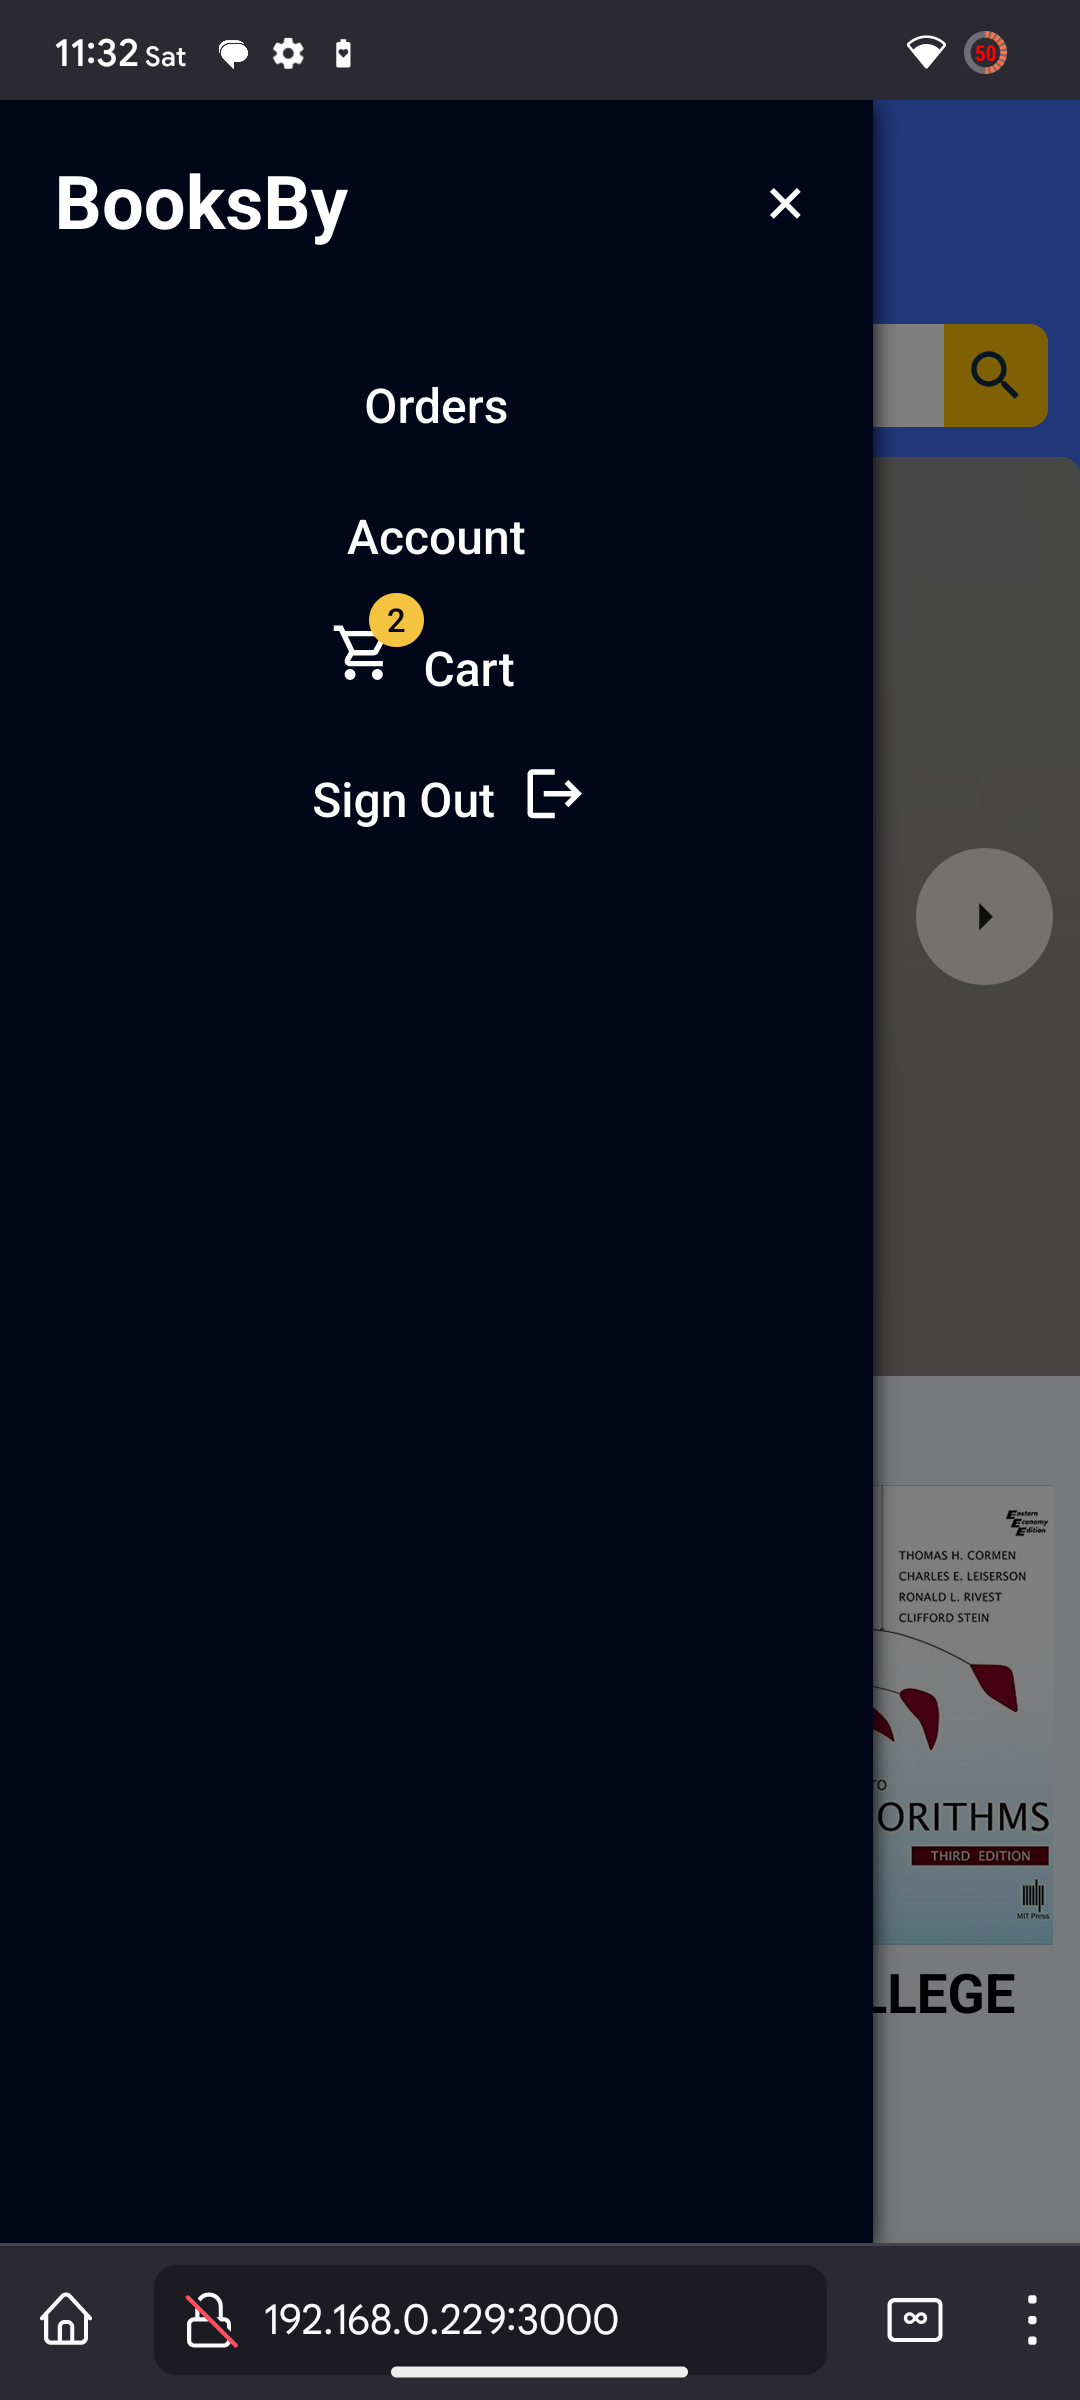 11:32 Sat
50
BooksBy
Orders
Account
2
Cart
Sign Out
Eastern
Economy
Edition
THOMAS H. CORMEN
CHARLES E. LEISERSON
RONALD L. RIVEST
CLIFFORD STEIN
TO
ORITHMS
THIRD EDITION
MIT Press
LLEGE
192.168.0.229:3000